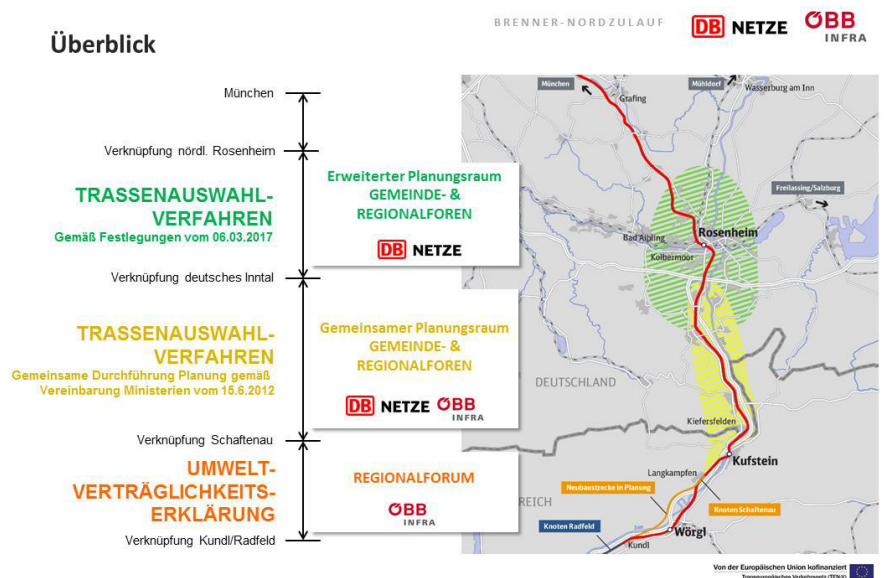 BRENNER-NORDZULAUF
DB NETZE
ÖBB
INFRA
Überblick
München
Verknüpfung nördl. Rosenheim
TRASSENAUSWAHL-
VERFAHREN
Gemäß Festlegungen vom 06.03.2017
Erweiterter Planungsraum
GEMEINDE- &
REGIONALFOREN
DB NETZE
Verknüpfung deutsches Inntal
TRASSENAUSWAHL-
VERFAHREN
Gemeinsame Durchführung Planung gemäß
Vereinbarung Ministerien vom 15.6.2012
Gemeinsamer Planungsraum
GEMEINDE- &
REGIONALFOREN
DB NETZE ÖBB
INFRA
Verknüpfung Schaftenau
UMWELT-
VERTRÄGLICHKEITS-
ERKLÄRUNG
REGIONALFORUM
ÖBB
INFRA
Verknüpfung Kundl/Radfeld
München
Mühldorf
Grafing
Wasserburg am Inn
Freilassing/Salzburg
Rosenheim
Bad Aibling
Kolbermoor
DEUTSCHLAND
Kiefersfelden
Kufstein
Langkampfen
Neubaustrecke in Planung
REICH
Knoten Schaftenau
Knoten Radfeld
Wörgl
Kundl
Von der Europäischen Union kofinanziert
Transeuropäisches Verkehrsnetz (TEN-V)